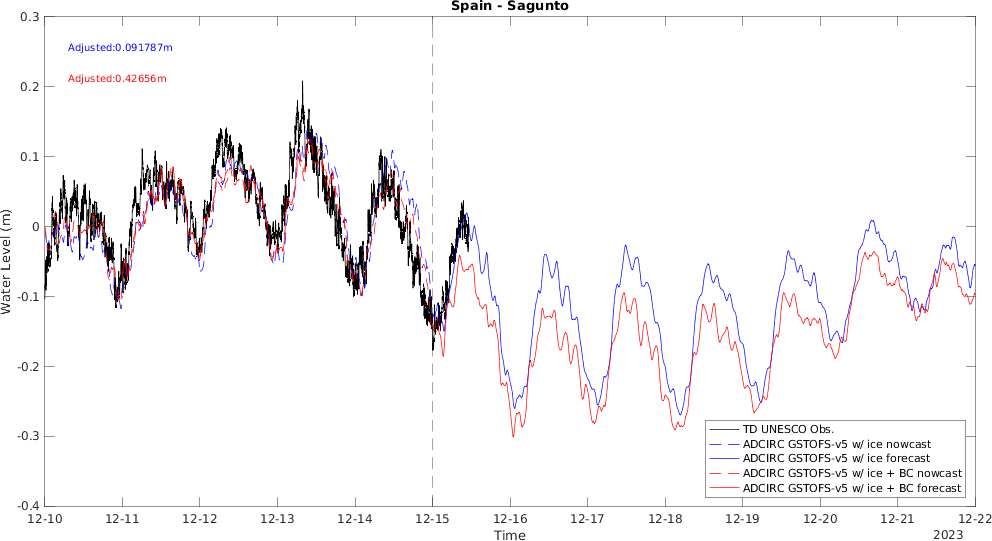 Spain - Sagunto
0.3
Adjusted:0.091787m
Adjusted:0.42656m
0.2
0.1
0
-0.1
-0.2
-0.3
-0.4
Water Level (m)
TD UNESCO Obs.
ADCIRC GSTOFS-v5 w/ ice nowcast
ADCIRC GSTOFS-v5 w/ ice forecast
ADCIRC GSTOFS-v5 w/ ice + BC nowcast
ADCIRC GSTOFS-v5 w/ ice + BC forecast
12-10 12-11 12-12 12-13 12-14 12-15 12-16 12-17 12-18 12-19 12-20 12-21 12-22
Time
2023